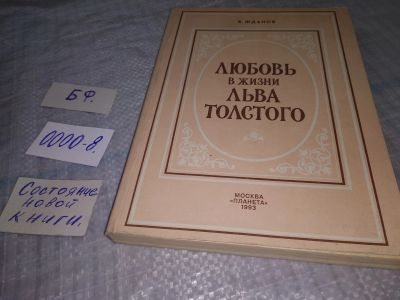 В. ЖДАНОВ
ЛЮБОВЬ
В ЖИЗНИ
ЛЬВА
ТОЛСТОГО
МОСКВА
«ПЛАНЕТА»
1993
БФ.
0000-8.
Состояние
новой
книги.